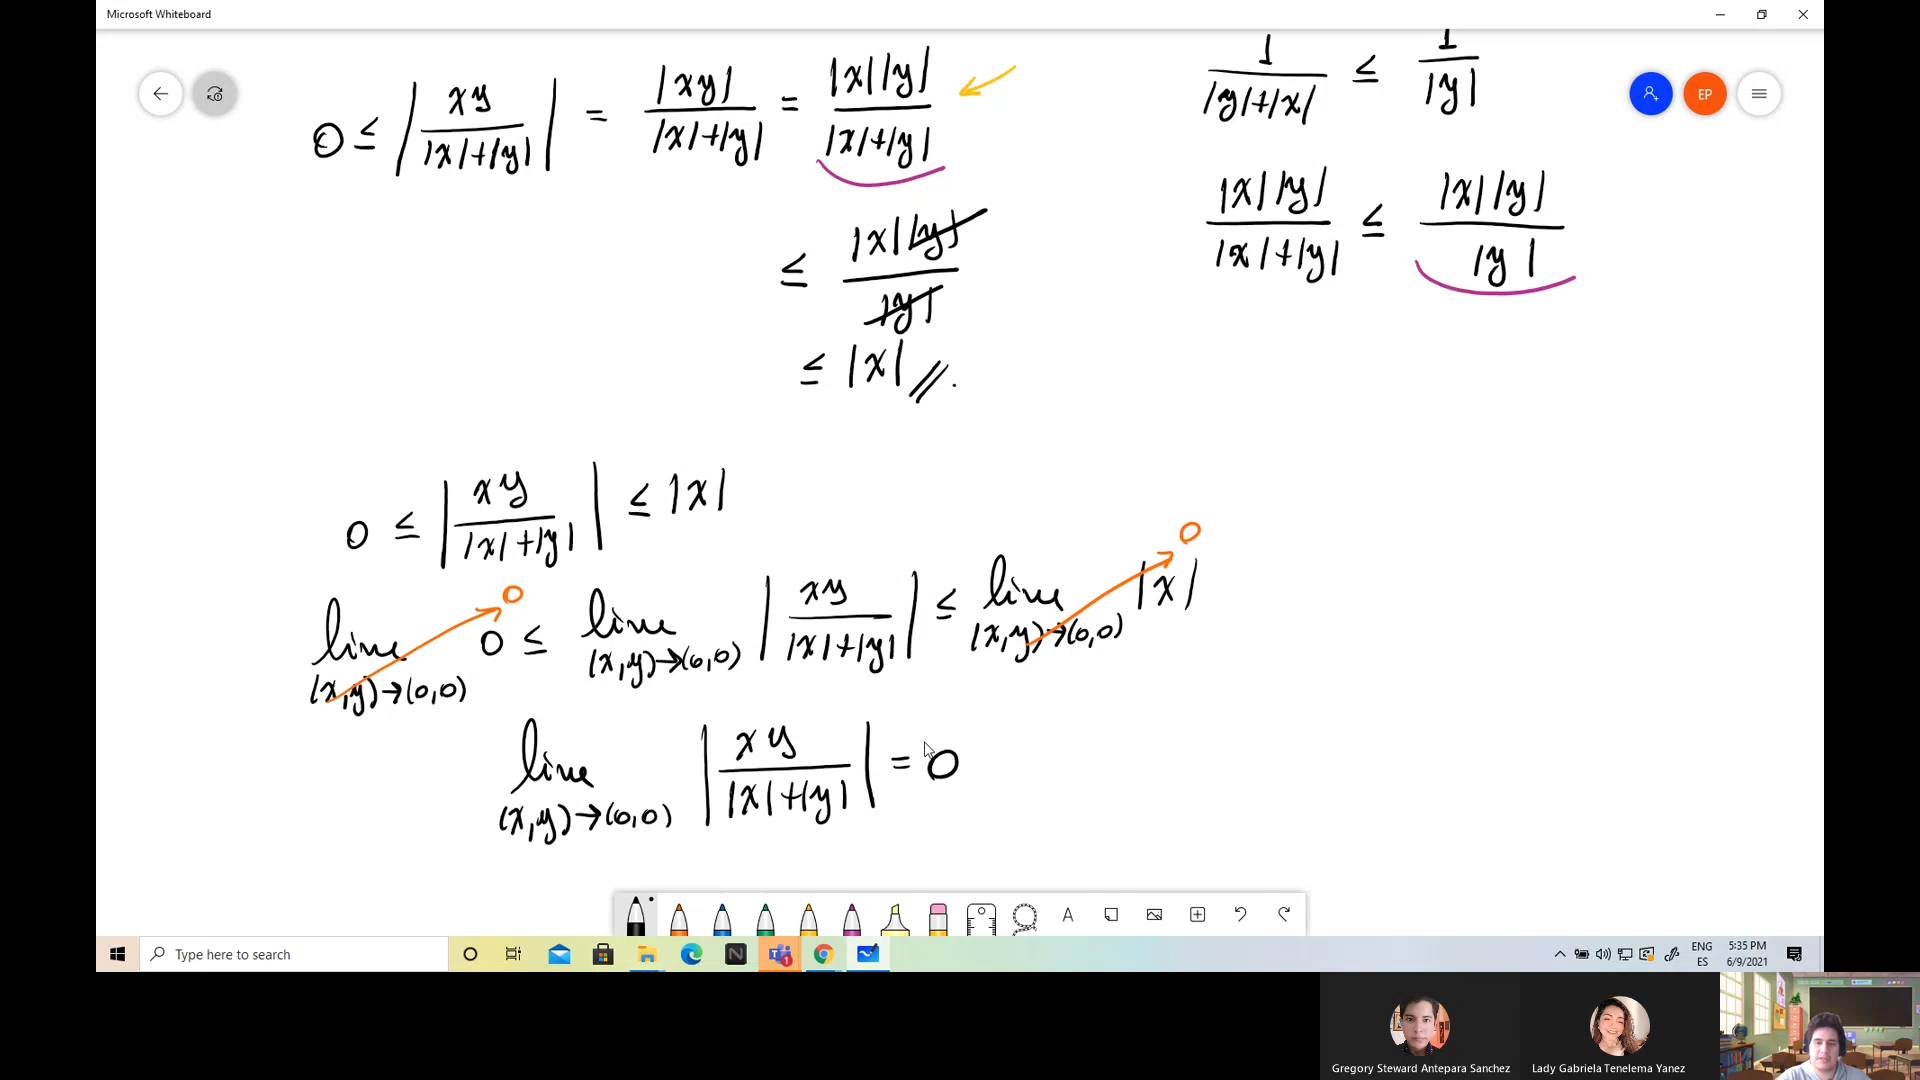 Microsoft Whiteboard
EP
0 ≤ | xy / |x|+|y| | = |xy| / |x|+|y| = |x||y| / |x|+|y|
1 / |y|+|x| ≤ 1 / |y|
≤ |x||y| / |y|
|x||y| / |x|+|y| ≤ |x||y| / |y|
≤ |x| //.
0 ≤ | xy / |x|+|y| | ≤ |x|
0 0
lim (x,y)→(0,0) 0 ≤ lim (x,y)→(0,0) | xy / |x|+|y| | ≤ lim (x,y)→(0,0) |x|
lim (x,y)→(0,0) | xy / |x|+|y| | = 0
A
Type here to search
N
1
ENG
ES
5:35 PM
6/9/2021
Gregory Steward Antepara Sanchez
Lady Gabriela Tenelema Yanez